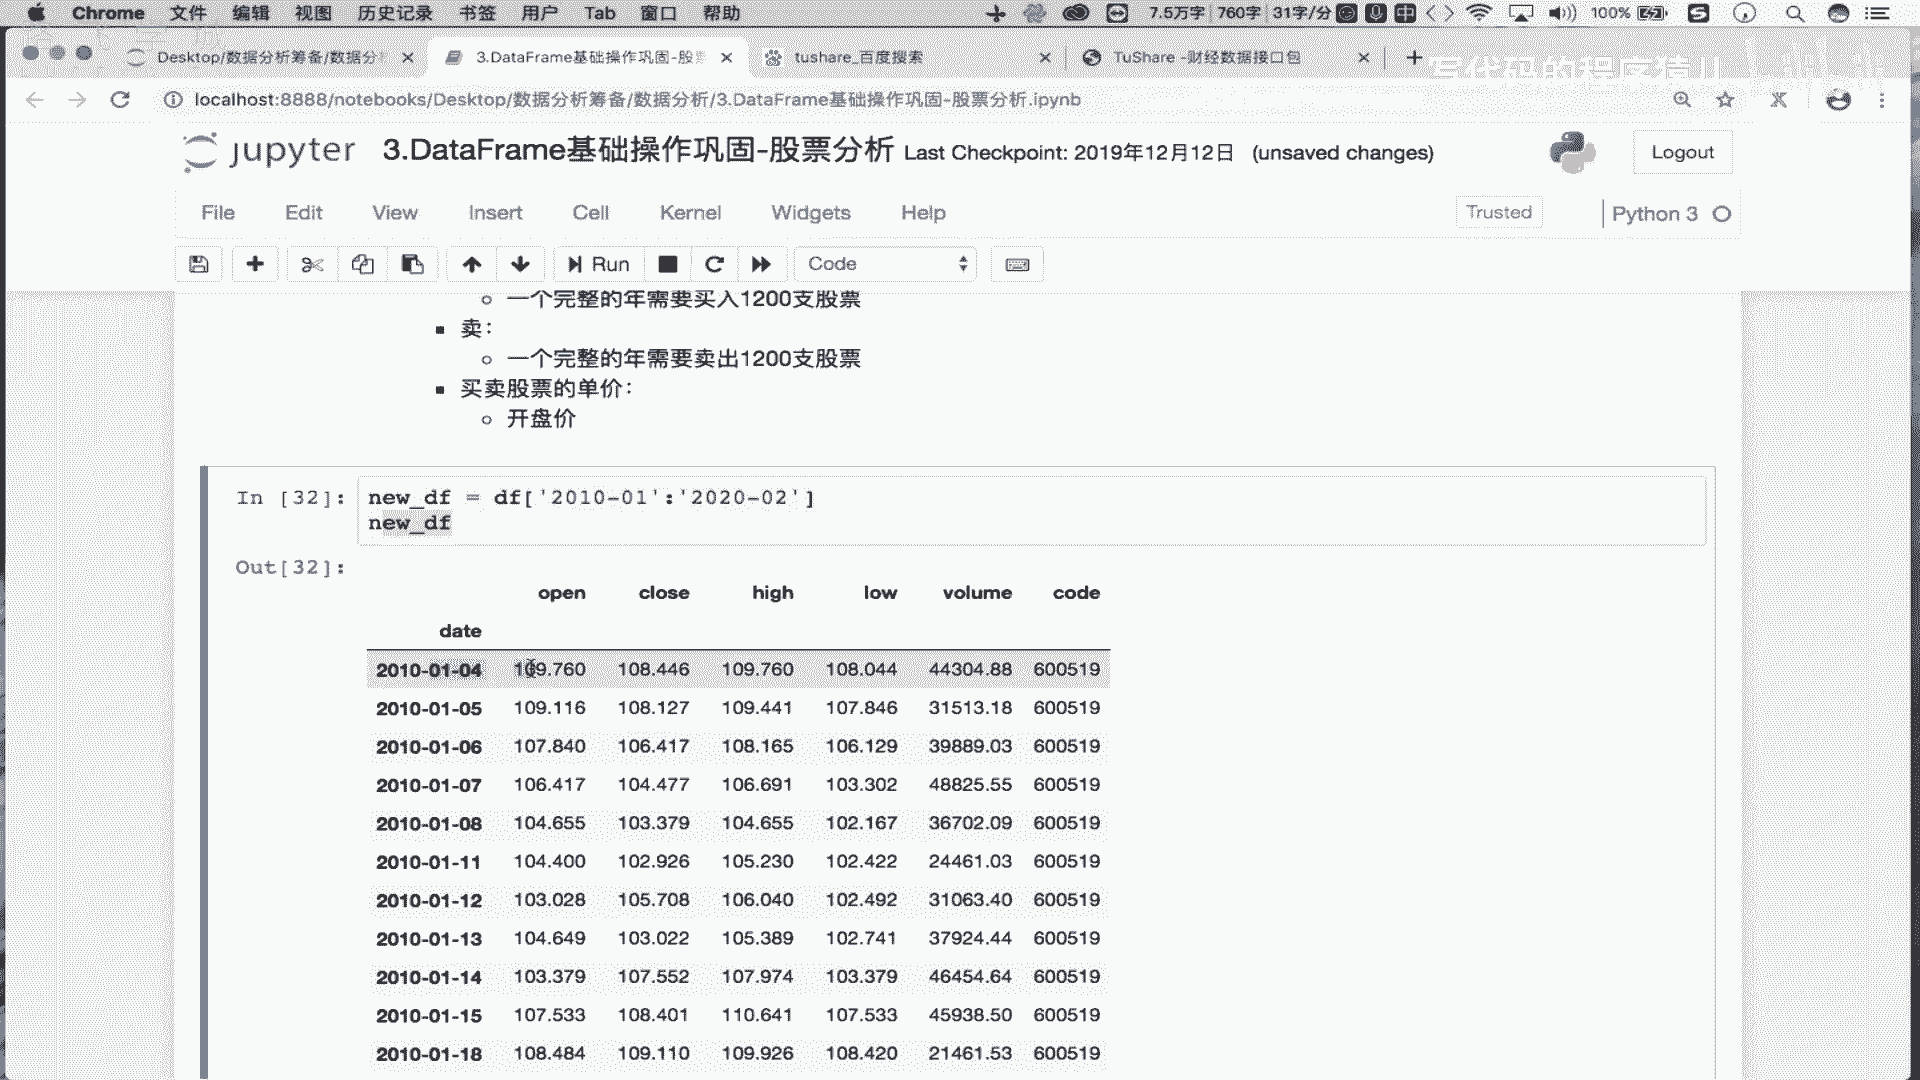 Chrome 文件 编辑 视图 历史记录 书签 用户 Tab 窗口 帮助 7.5万字 760字 31字/分 中 100%
Desktop/数据分析筹备/数据分析 3.DataFrame基础操作巩固-股 tushare_百度搜索 TuShare -财经数据接口包
写代码的程序猿儿
localhost:8888/notebooks/Desktop/数据分析筹备/数据分析/3.DataFrame基础操作巩固-股票分析.ipynb
jupyter 3.DataFrame基础操作巩固-股票分析 Last Checkpoint: 2019年12月12日 (unsaved changes) Logout
File Edit View Insert Cell Kernel Widgets Help Trusted Python 3
Run Code
一个完整的年需要买入1200支股票
卖：
一个完整的年需要卖出1200支股票
买卖股票的单价：
开盘价
In [32]: new_df = df['2010-01':'2020-02']
new_df
Out[32]:
open close high low volume code
date
2010-01-04 109.760 108.446 109.760 108.044 44304.88 600519
2010-01-05 109.116 108.127 109.441 107.846 31513.18 600519
2010-01-06 107.840 106.417 108.165 106.129 39889.03 600519
2010-01-07 106.417 104.477 106.691 103.302 48825.55 600519
2010-01-08 104.655 103.379 104.655 102.167 36702.09 600519
2010-01-11 104.400 102.926 105.230 102.422 24461.03 600519
2010-01-12 103.028 105.708 106.040 102.492 31063.40 600519
2010-01-13 104.649 103.022 105.389 102.741 37924.44 600519
2010-01-14 103.379 107.552 107.974 103.379 46454.64 600519
2010-01-15 107.533 108.401 110.641 107.533 45938.50 600519
2010-01-18 108.484 109.110 109.926 108.420 21461.53 600519